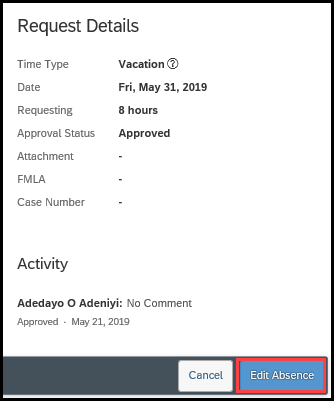 Request Details
Time Type Vacation ?
Date Fri, May 31, 2019
Requesting 8 hours
Approval Status Approved
Attachment -
FMLA -
Case Number -
Activity
Adedayo O Adeniyi: No Comment
Approved · May 21, 2019
Cancel Edit Absence